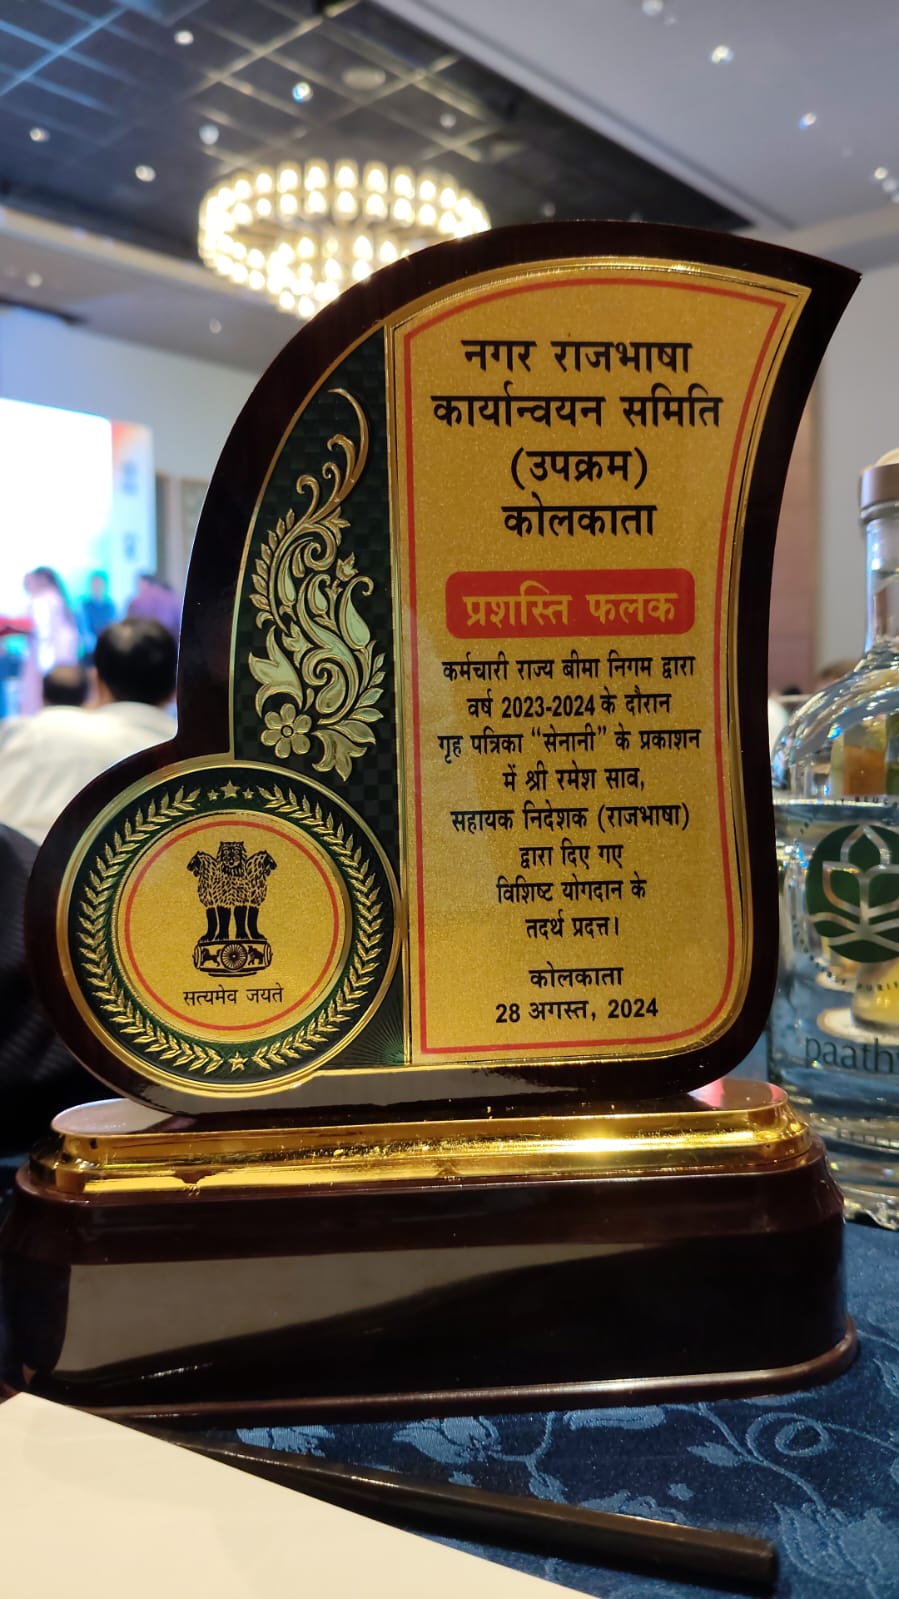 नगर राजभाषा
कार्यान्वयन समिति
(उपक्रम)
कोलकाता
प्रशस्ति फलक
कर्मचारी राज्य बीमा निगम द्वारा
वर्ष 2023-2024 के दौरान
गृह पत्रिका “सेनानी” के प्रकाशन
में श्री रमेश साव,
सहायक निदेशक (राजभाषा)
द्वारा दिए गए
विशिष्ट योगदान के
तदर्थ प्रदत्त।
कोलकाता
28 अगस्त, 2024
सत्यमेव जयते